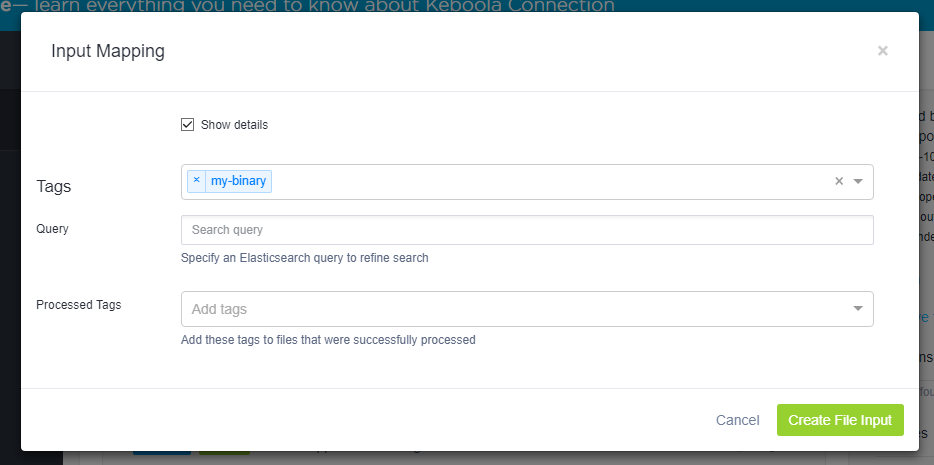 e— learn everything you need to know about Keboola Connection
Input Mapping
×
Show details
Tags
× my-binary
×
Query
Search query
Specify an Elasticsearch query to refine search
Processed Tags
Add tags
Add these tags to files that were successfully processed
Cancel
Create File Input